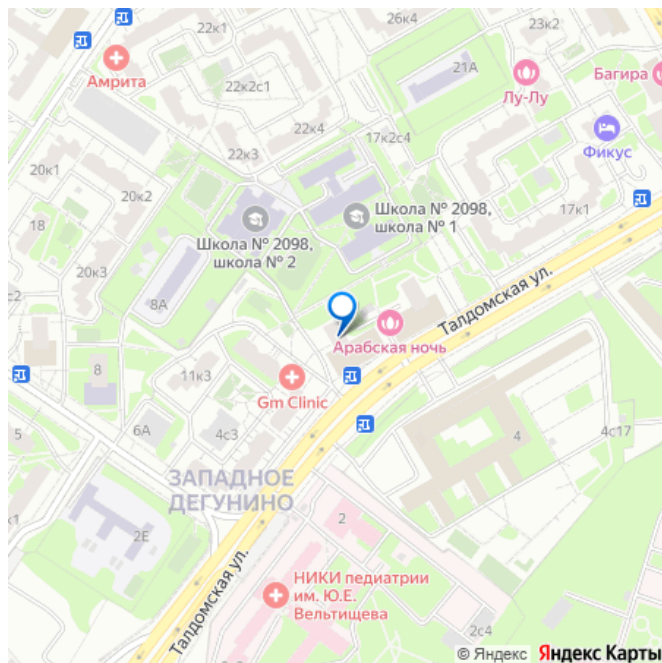 26к4
23к2
22к1
Амрита
22к2с1
21А
Лу-Лу
Багира
22к4
17к2с4
Фикус
22к3
20к1
20к2
18
Школа № 2098,
школа № 1
17к1
Школа № 2098,
школа № 2
20к3
с2
8А
Талдомская ул.
Арабская ночь
8
11к3
Gm Clinic
5
6А
4с3
4
4с17
ЗАПАДНОЕ
ДЕГУНИНО
к1
2Е
2
Талдомская ул.
НИКИ педиатрии
им. Ю.Е.
Вельтищева
2с4
© Яндекс Яндекс Карты